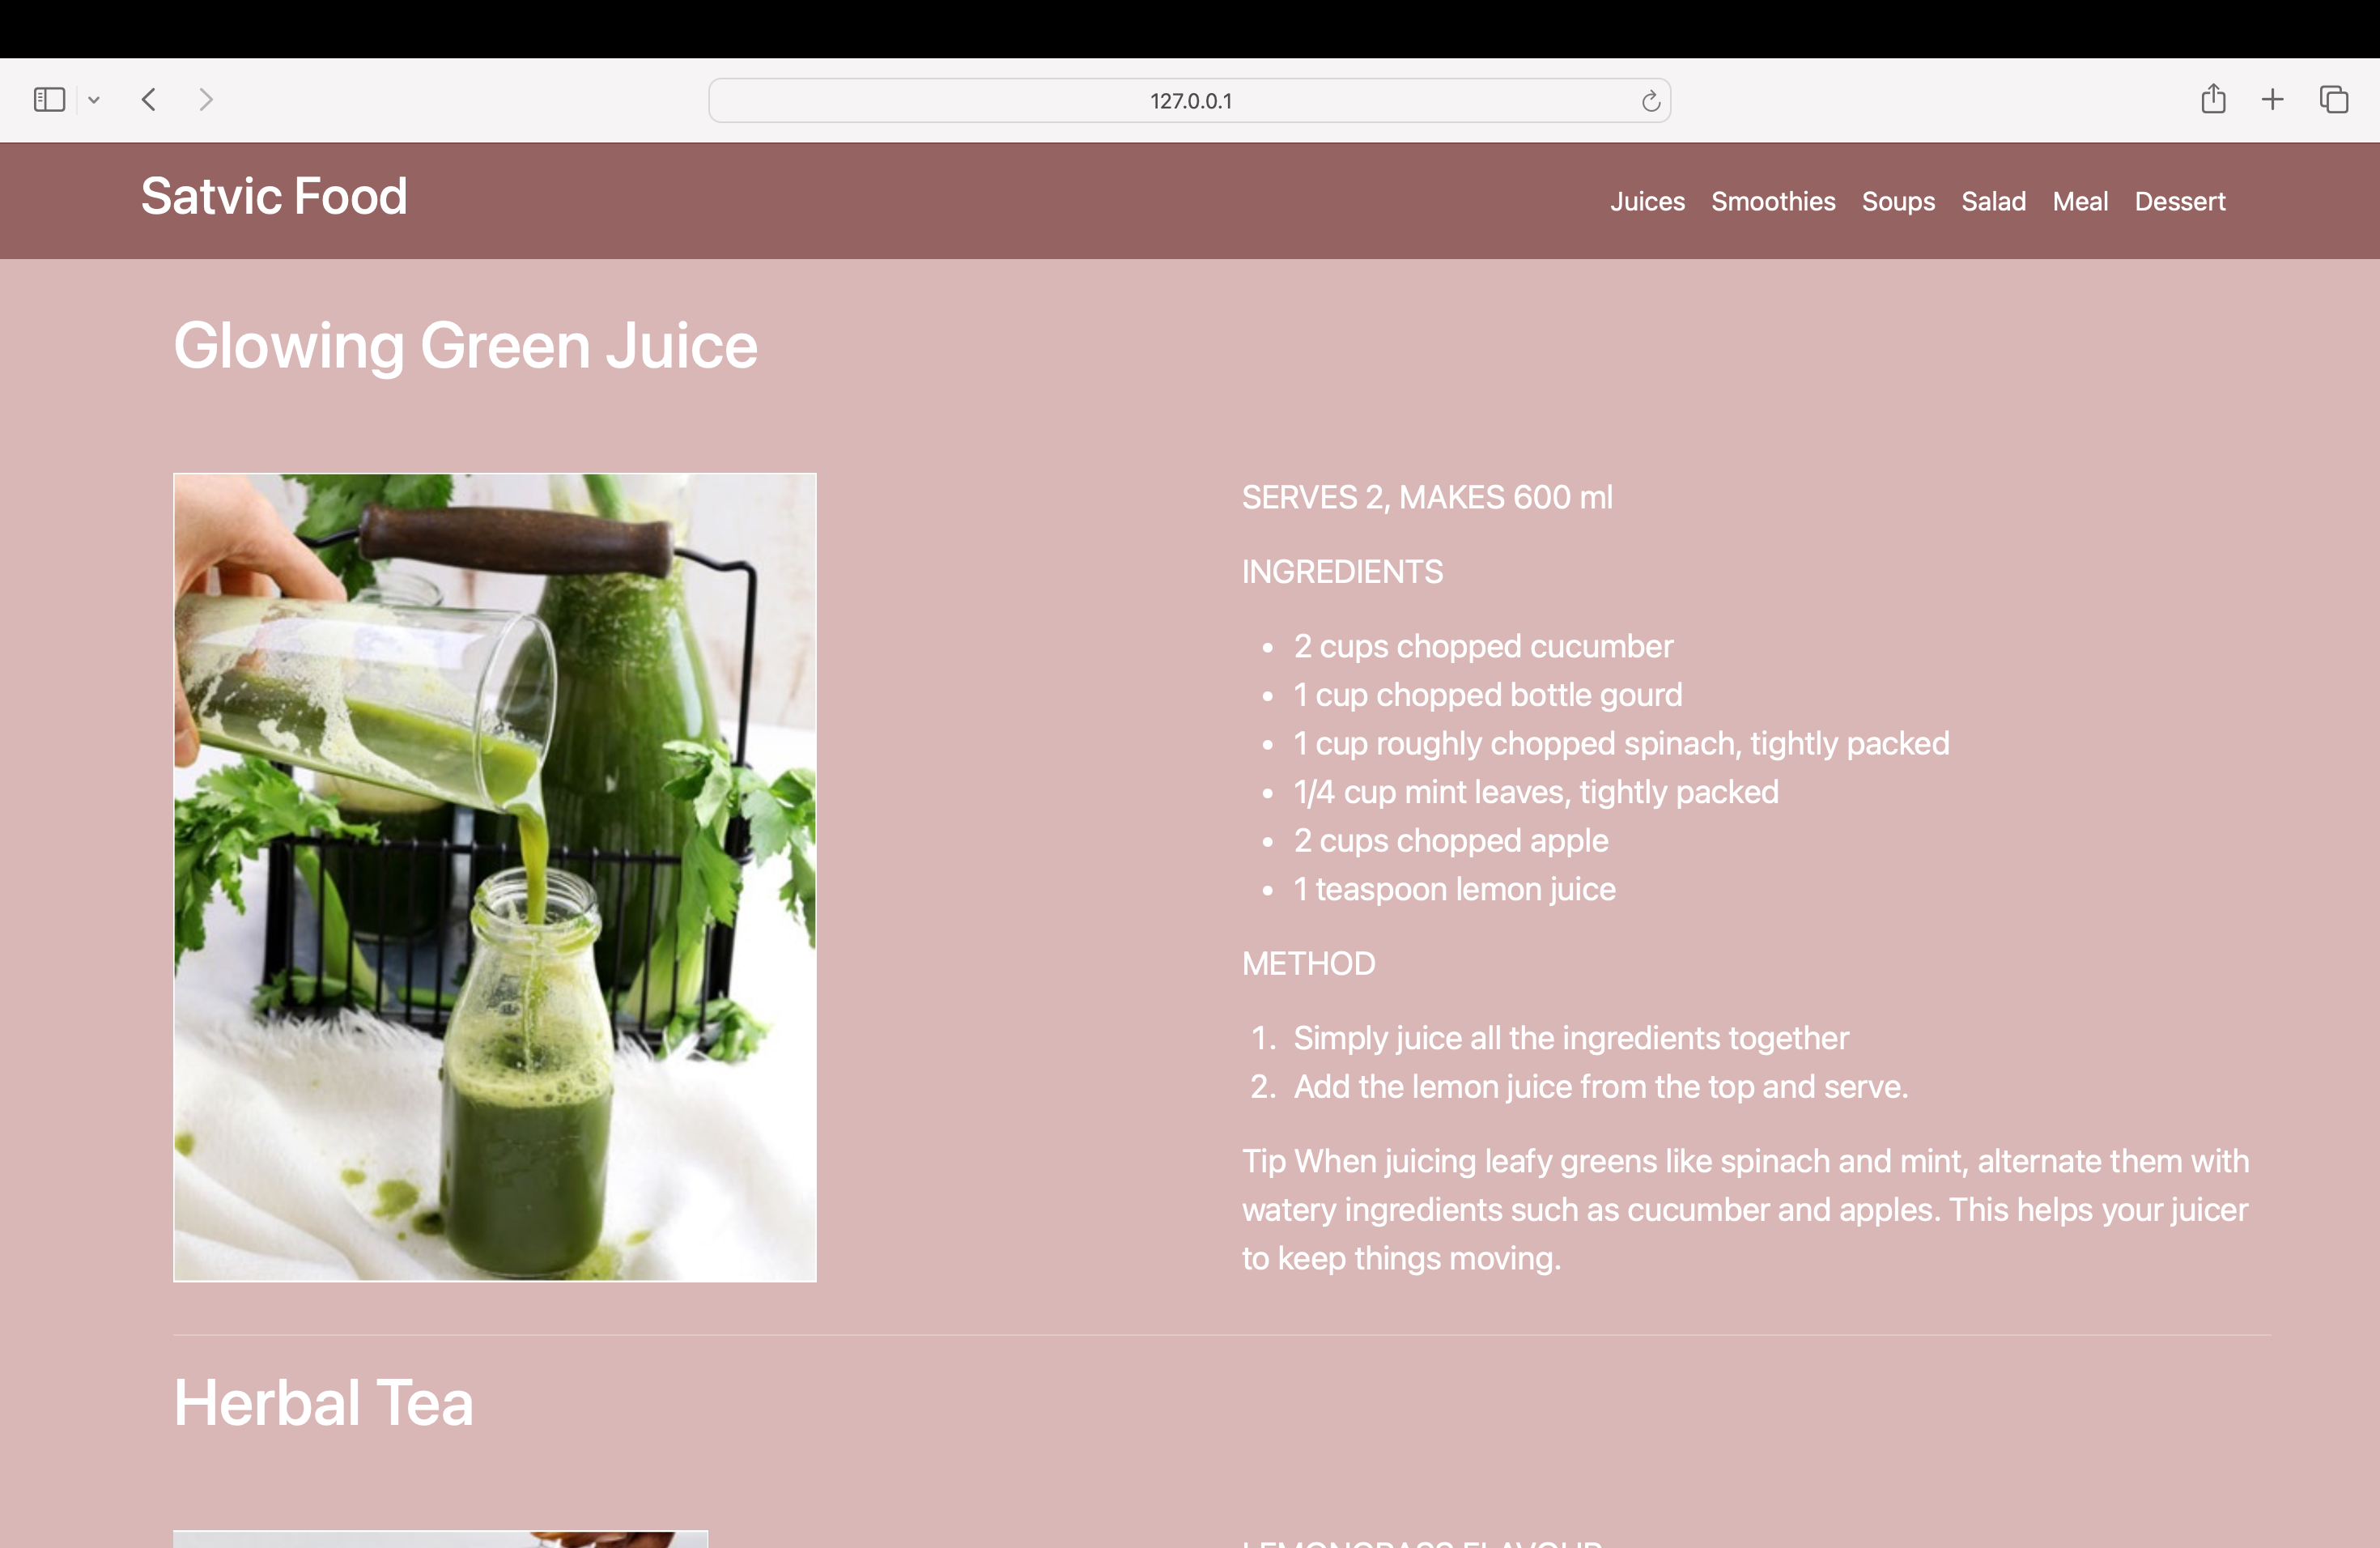 127.0.0.1
Satvic Food
Juices Smoothies Soups Salad Meal Dessert
Glowing Green Juice
SERVES 2, MAKES 600 ml
INGREDIENTS
• 2 cups chopped cucumber
• 1 cup chopped bottle gourd
• 1 cup roughly chopped spinach, tightly packed
• 1/4 cup mint leaves, tightly packed
• 2 cups chopped apple
• 1 teaspoon lemon juice
METHOD
1. Simply juice all the ingredients together
2. Add the lemon juice from the top and serve.
Tip When juicing leafy greens like spinach and mint, alternate them with
watery ingredients such as cucumber and apples. This helps your juicer
to keep things moving.
Herbal Tea
LEMONGRASS FLAVOUR